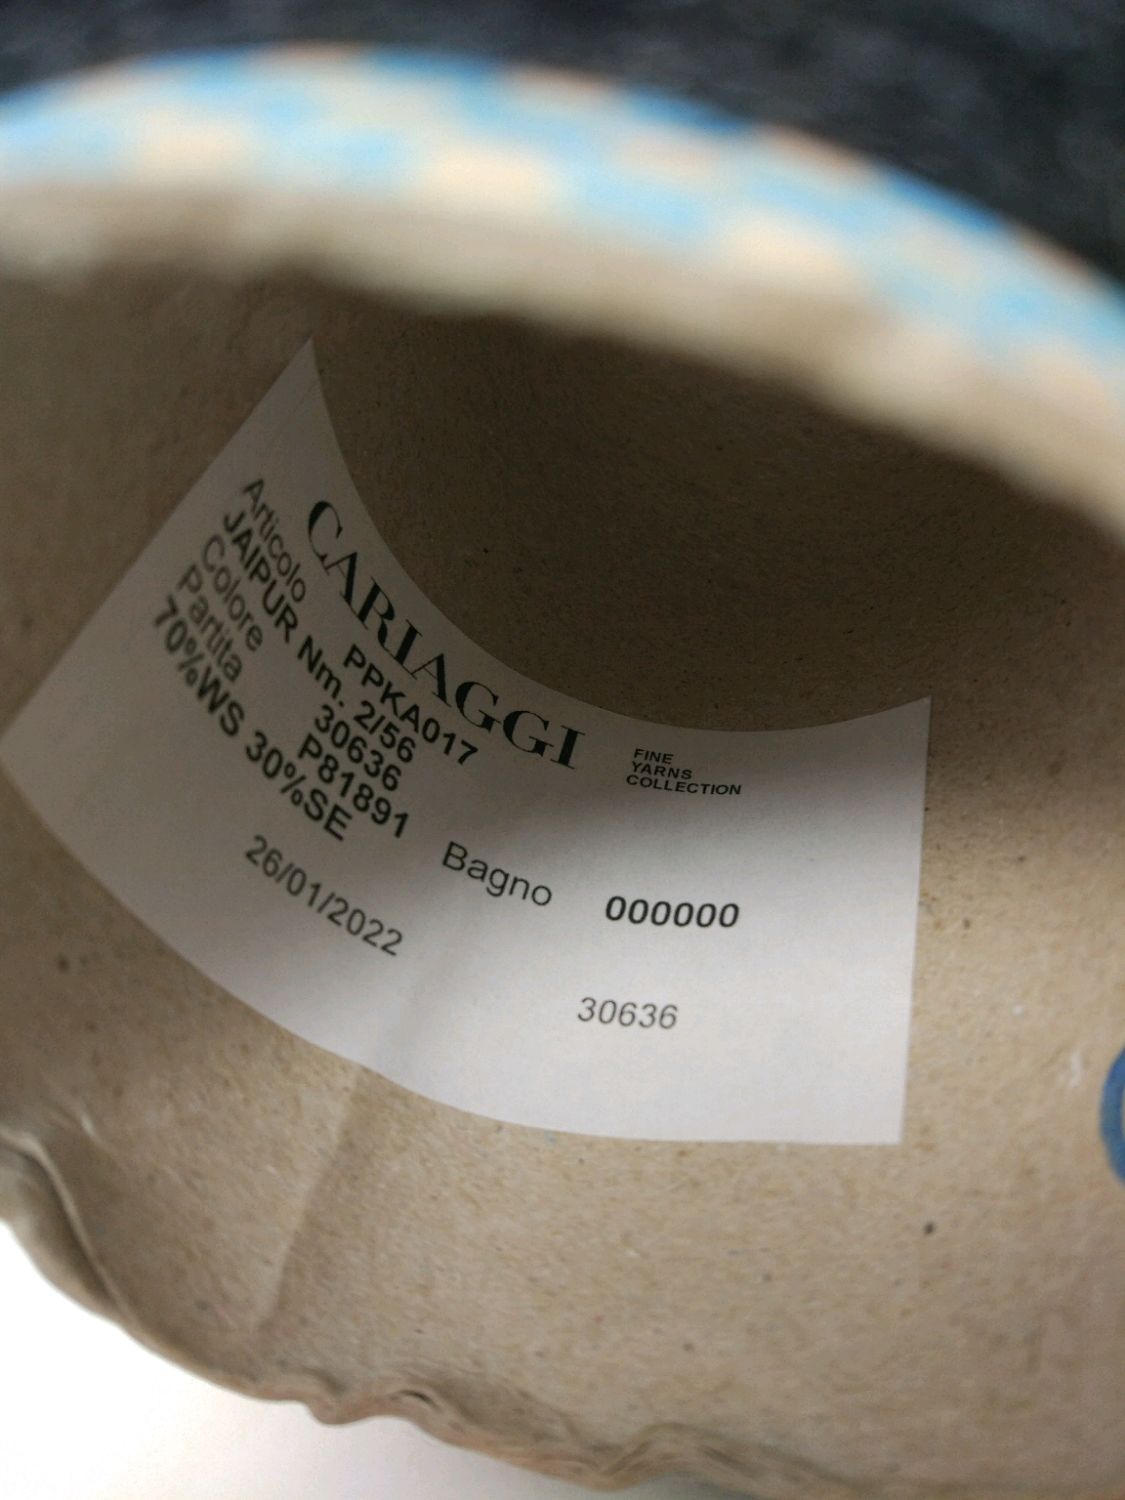 CARIAGGI
FINE
YARNS
COLLECTION
Articolo PPKA017
JAIPUR Nm. 2/56
Colore 30636
Partita P81891 Bagno 000000
70%WS 30%SE
26/01/2022 30636